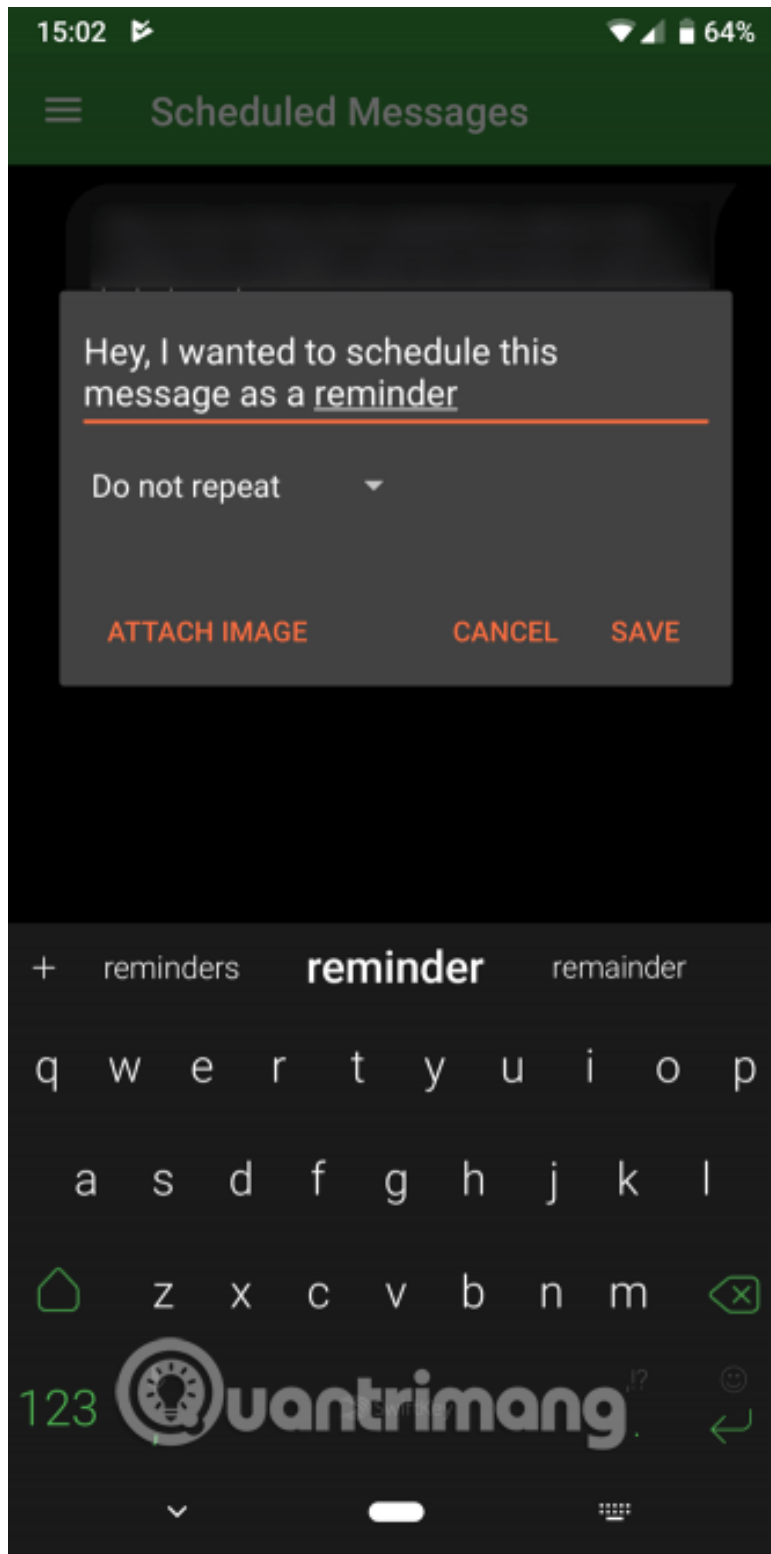 15:02 64%
Scheduled Messages
Hey, I wanted to schedule this
message as a reminder
Do not repeat
ATTACH IMAGE CANCEL SAVE
+ reminders reminder remainder
q w e r t y u i o p
a s d f g h j k l
z x c v b n m
,!?
123 , SwiftKey .
Quantrimang